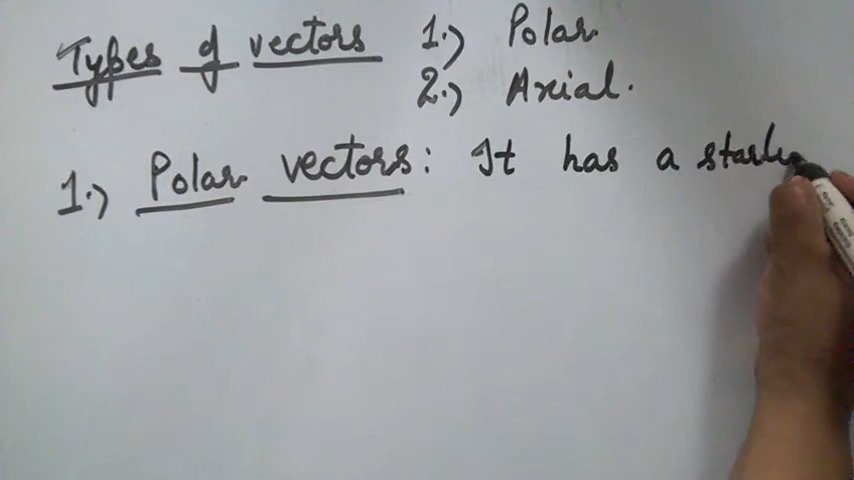 Types of vectors 1.) Polar.
2.) Axial.
1.) Polar vectors: It has a